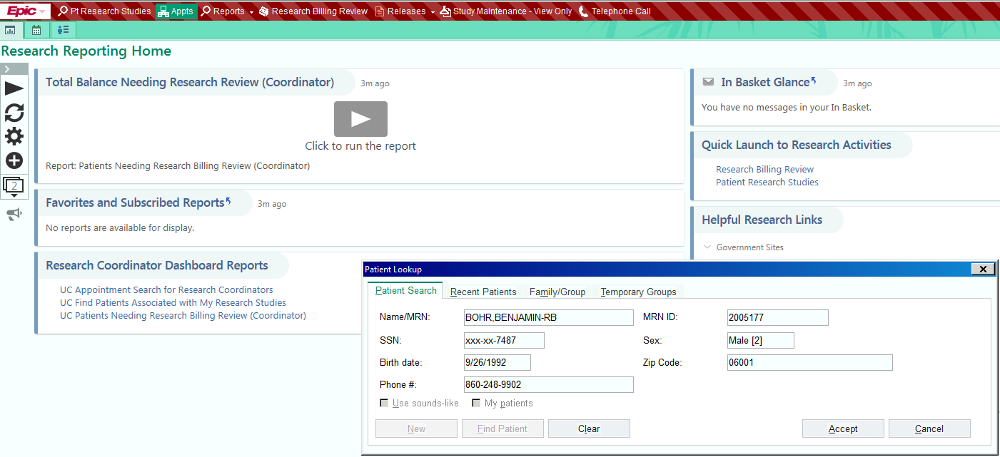 Epic Pt Research Studies Appts Reports Research Billing Review Releases Study Maintenance - View Only Telephone Call
Research Reporting Home
2
Total Balance Needing Research Review (Coordinator) 3m ago
Click to run the report
Report: Patients Needing Research Billing Review (Coordinator)
Favorites and Subscribed Reports 3m ago
No reports are available for display.
Research Coordinator Dashboard Reports
UC Appointment Search for Research Coordinators
UC Find Patients Associated with My Research Studies
UC Patients Needing Research Billing Review (Coordinator)
In Basket Glance 3m ago
You have no messages in your In Basket.
Quick Launch to Research Activities
Research Billing Review
Patient Research Studies
Helpful Research Links
Government Sites
Patient Lookup
Patient Search Recent Patients Family/Group Temporary Groups
Name/MRN: BOHR,BENJAMIN-RB MRN ID: 2005177
SSN: xxx-xx-7487 Sex: Male [2]
Birth date: 9/26/1992 Zip Code: 06001
Phone #: 860-248-9902
Use sounds-like My patients
New Find Patient Clear Accept Cancel